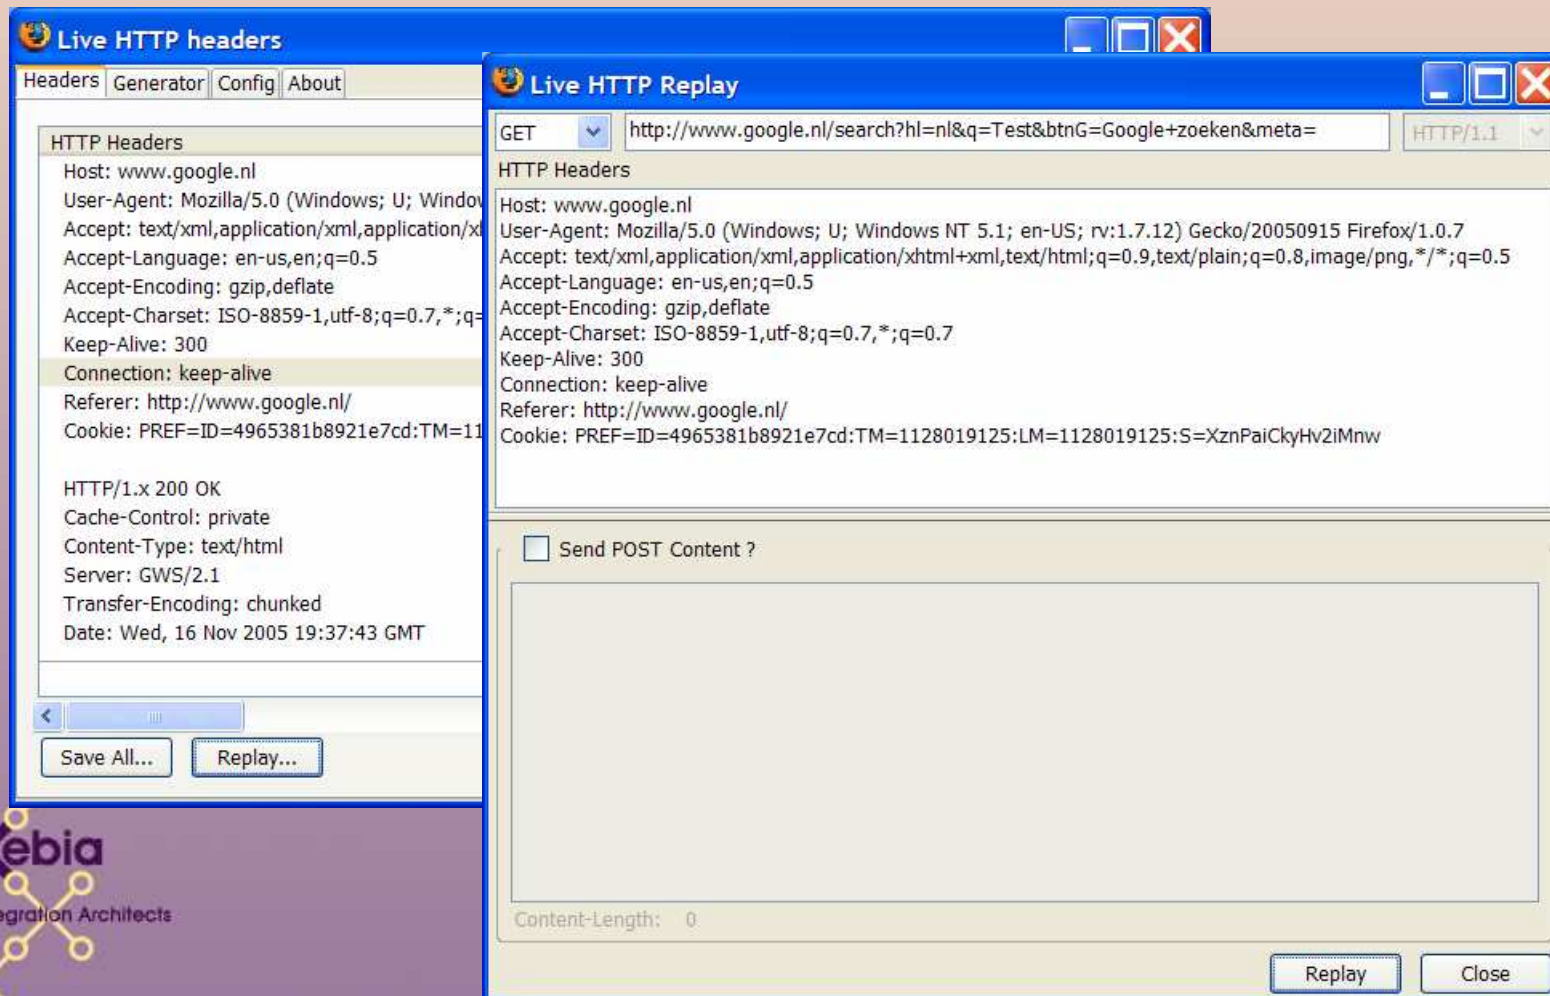 Live HTTP headers
Headers Generator Config About
HTTP Headers
Host: www.google.nl
User-Agent: Mozilla/5.0 (Windows; U;
Accept: text/xml,application/xml,
Accept-Language: en-us,en;q=0.5
Accept-Encoding: gzip,deflate
Accept-Charset: ISO-8859-1,utf-8;q=0.7,*;q=
Keep-Alive: 300
Connection: keep-alive
Referer: http://www.google.nl/
Cookie: PREF=ID=4965381b8921e7cd:TM=11
HTTP/1.x 200 OK
Cache-Control: private
Content-Type: text/html
Server: GWS/2.1
Transfer-Encoding: chunked
Date: Wed, 16 Nov 2005 19:37:43 GMT
Save All... Replay...
Live HTTP Replay
GET http://www.google.nl/search?hl=nl&q=Test&btnG=Google+zoeken&meta= HTTP/1.1
HTTP Headers
Host: www.google.nl
User-Agent: Mozilla/5.0 (Windows; U; Windows NT 5.1; en-US; rv:1.7.12) Gecko/20050915 Firefox/1.0.7
Accept: text/xml,application/xml,application/xhtml+xml,text/html;q=0.9,text/plain;q=0.8,image/png,*/*;q=0.5
Accept-Language: en-us,en;q=0.5
Accept-Encoding: gzip,deflate
Accept-Charset: ISO-8859-1,utf-8;q=0.7,*;q=0.7
Keep-Alive: 300
Connection: keep-alive
Referer: http://www.google.nl/
Cookie: PREF=ID=4965381b8921e7cd:TM=1128019125:LM=1128019125:S=XznPaiCkyHv2iMnw
Send POST Content ?
Content-Length: 0
Replay Close
Xebia
Architects